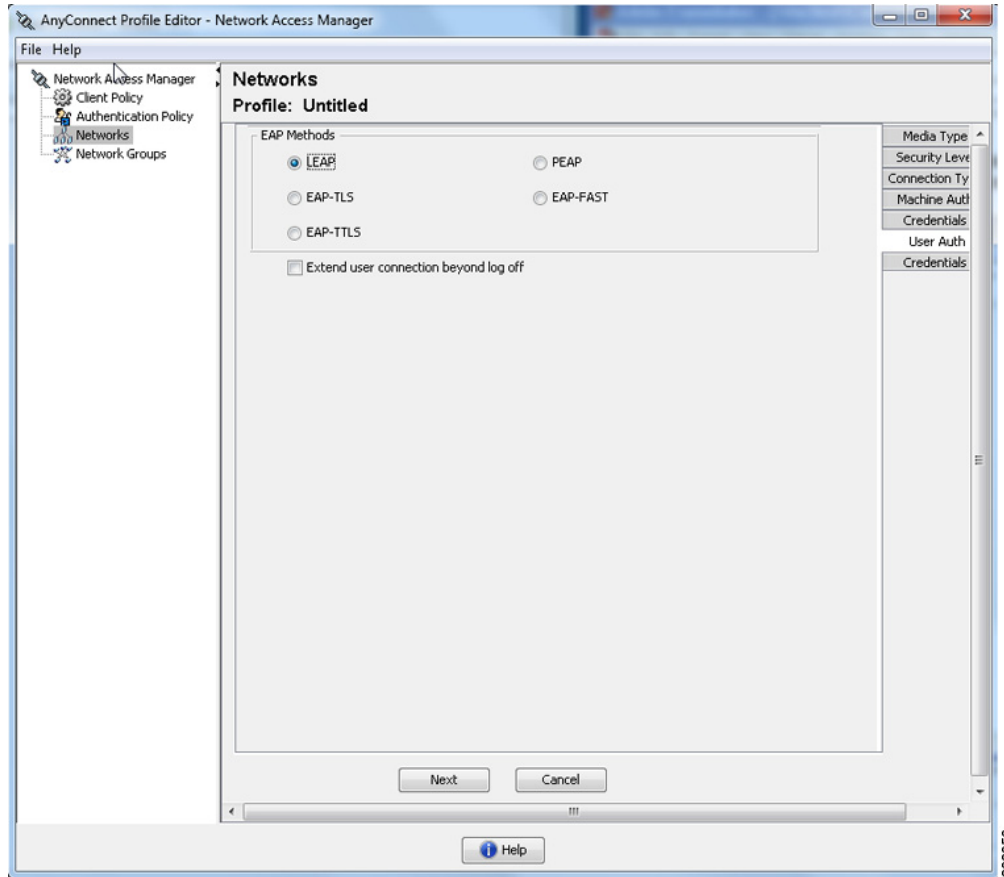 AnyConnect Profile Editor - Network Access Manager
File Help
Network Access Manager
Client Policy
Authentication Policy
Networks
Network Groups
Networks
Profile: Untitled
EAP Methods
LEAP
PEAP
EAP-TLS
EAP-FAST
EAP-TTLS
Extend user connection beyond log off
Media Type
Security Leve
Connection Ty
Machine Auth
Credentials
User Auth
Credentials
Next
Cancel
Help